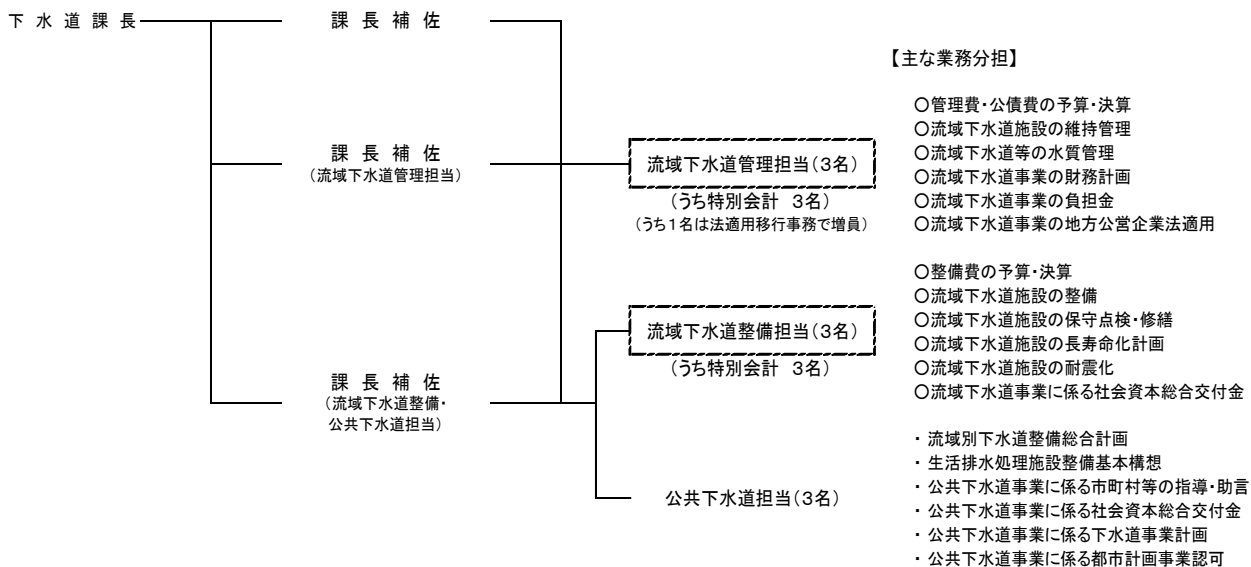 下水道課長
課長補佐
課長補佐
(流域下水道管理担当)
課長補佐
(流域下水道整備・
公共下水道担当)
流域下水道管理担当(3名)
(うち特別会計 3名)
(うち1名は法適用移行事務で増員)
流域下水道整備担当(3名)
(うち特別会計 3名)
公共下水道担当(3名)
【主な業務分担】
○管理費・公債費の予算・決算
○流域下水道施設の維持管理
○流域下水道等の水質管理
○流域下水道事業の財務計画
○流域下水道事業の負担金
○流域下水道事業の地方公営企業法適用
○整備費の予算・決算
○流域下水道施設の整備
○流域下水道施設の保守点検・修繕
○流域下水道施設の長寿命化計画
○流域下水道施設の耐震化
○流域下水道事業に係る社会資本総合交付金
・流域別下水道整備総合計画
・生活排水処理施設整備基本構想
・公共下水道事業に係る市町村等の指導・助言
・公共下水道事業に係る社会資本総合交付金
・公共下水道事業に係る下水道事業計画
・公共下水道事業に係る都市計画事業認可